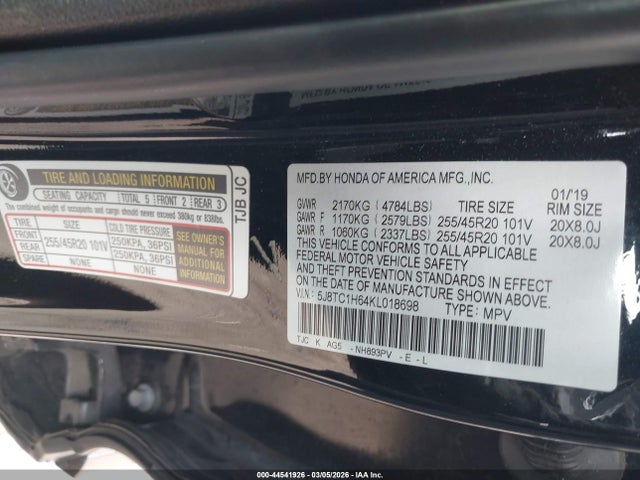 TIRE AND LOADING INFORMATION
SEATING CAPACITY TOTAL 5 FRONT 2 REAR 3
The combined weight of occupants and cargo should never exceed 380kg or 838lbs.
TIRE SIZE COLD TIRE PRESSURE
FRONT 255/45R20 101V 250KPA, 36PSI
REAR 255/45R20 101V 250KPA, 36PSI
SPARE NONE NONE
SEE OWNER'S
MANUAL FOR
ADDITIONAL
INFORMATION
TJB JC
MFD.BY HONDA OF AMERICA MFG.,INC.
01/'19
GVWR 2170KG ( 4784LBS) TIRE SIZE RIM SIZE
GAWR F 1170KG ( 2579LBS) 255/45R20 101V 20X8.0J
GAWR R 1060KG ( 2337LBS) 255/45R20 101V 20X8.0J
THIS VEHICLE CONFORMS TO ALL APPLICABLE
FEDERAL MOTOR VEHICLE SAFETY
AND THEFT PREVENTION STANDARDS IN EFFECT
ON THE DATE OF MANUFACTURE SHOWN ABOVE.
V.I.N.: 5J8TC1H64KL018698 TYPE: MPV
TJC K AG5 -NH893PV -E-L
000-44541926 - 03/05/2026 - IAA Inc.